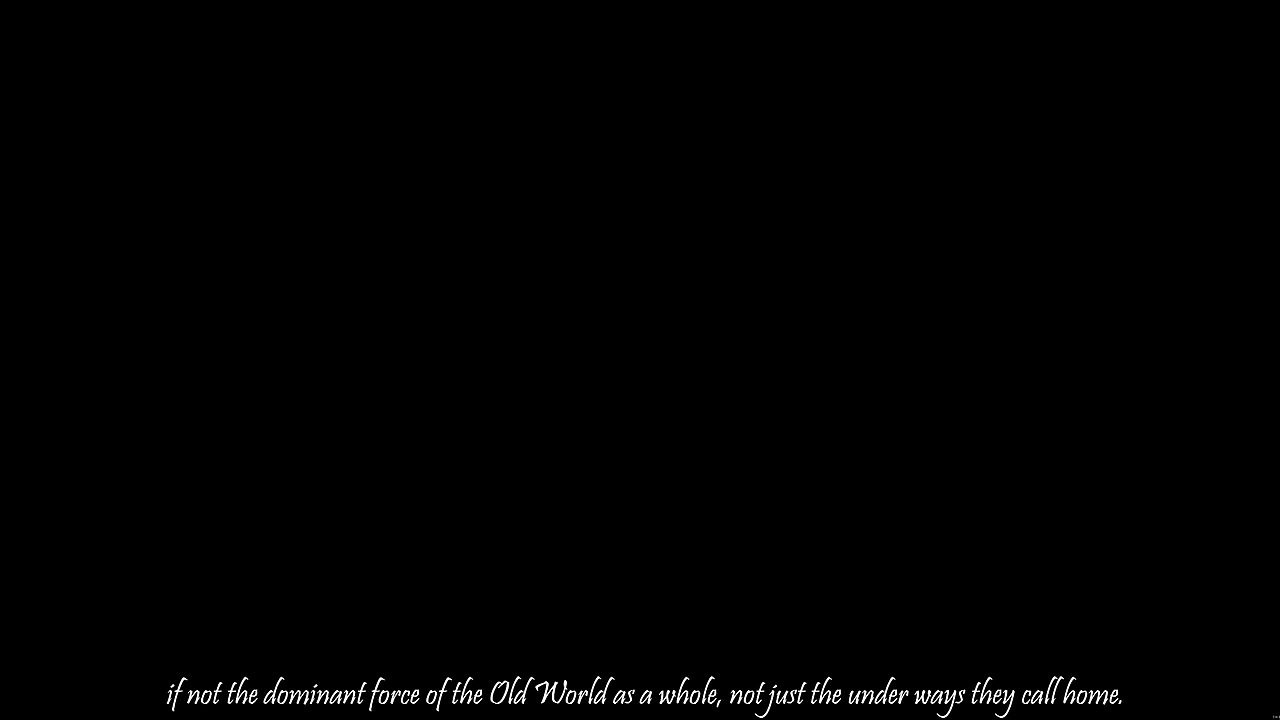 if not the dominant force of the Old World as a whole, not just the under ways they call home.